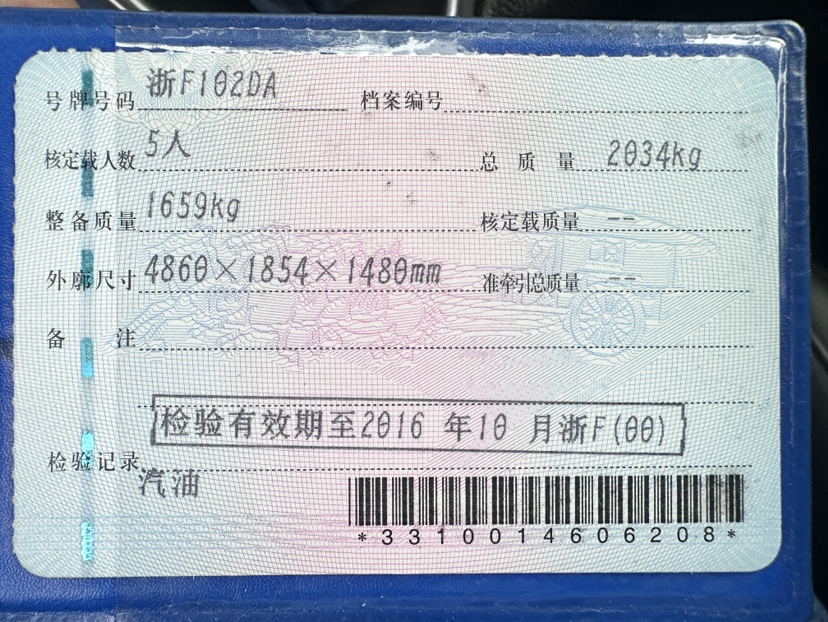 号牌号码 浙F102DA 档案编号
核定载人数 5人 总质量 2034kg
整备质量 1659kg 核定载质量 --
外廓尺寸 4860×1854×1480mm 准牵引总质量 --
备注
检验有效期至2016 年10 月浙F(00)
检验记录
汽油
*3310014606208*